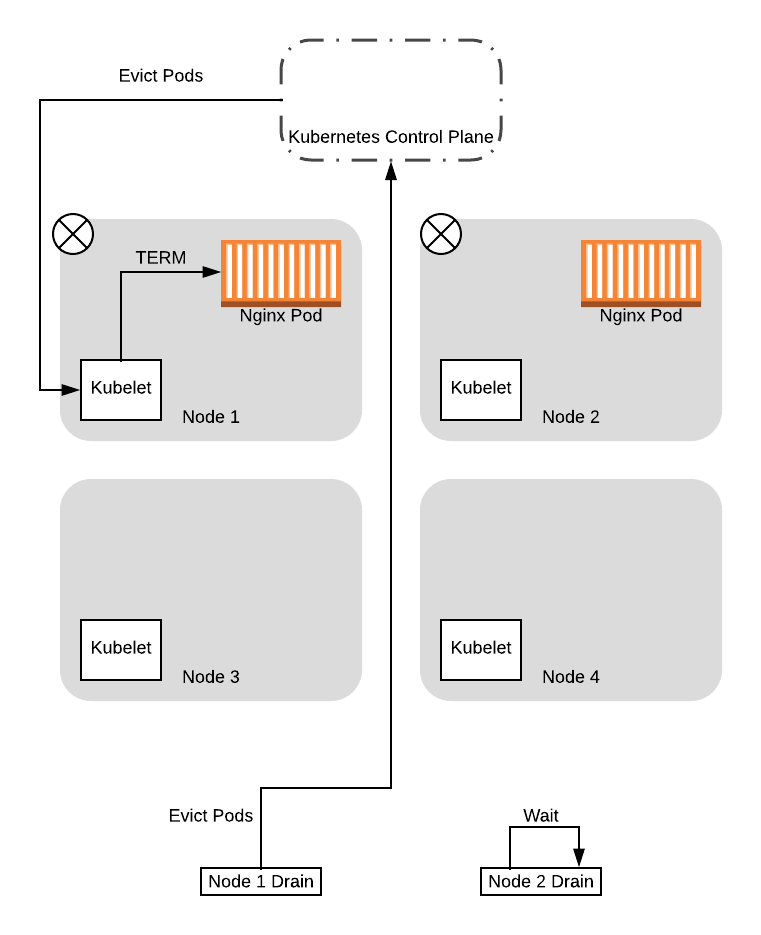 Evict Pods
Kubernetes Control Plane
TERM
Nginx Pod
Kubelet
Node 1
Nginx Pod
Kubelet
Node 2
Kubelet
Node 3
Kubelet
Node 4
Evict Pods
Node 1 Drain
Wait
Node 2 Drain